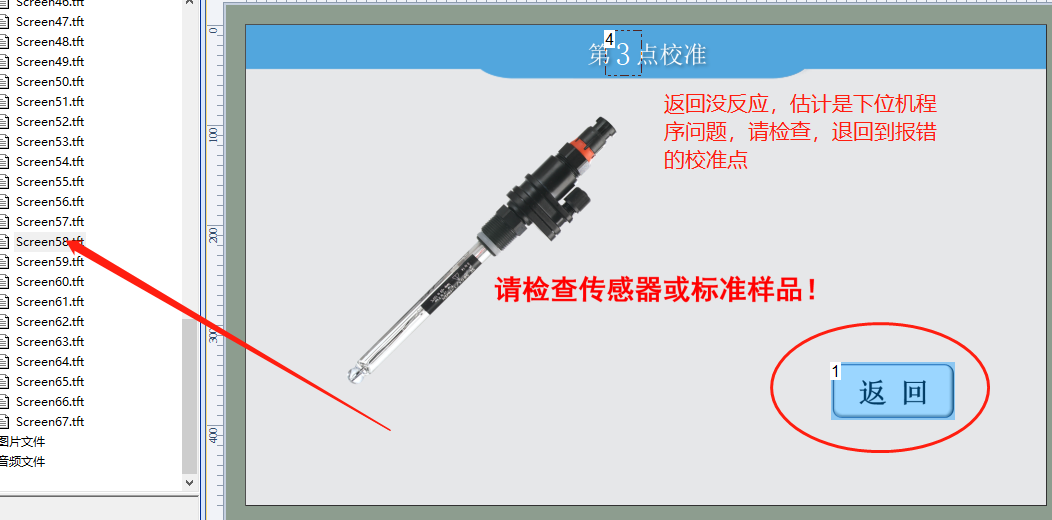 Screen46.tft
Screen47.tft
Screen48.tft
Screen49.tft
Screen50.tft
Screen51.tft
Screen52.tft
Screen53.tft
Screen54.tft
Screen55.tft
Screen56.tft
Screen57.tft
Screen58.tft
Screen59.tft
Screen60.tft
Screen61.tft
Screen62.tft
Screen63.tft
Screen64.tft
Screen65.tft
Screen66.tft
Screen67.tft
图片文件
音频文件
0
100
200
300
400
4
第3点校准
返回没反应，估计是下位机程
序问题，请检查，退回到报错
的校准点
请检查传感器或标准样品！
1
返 回